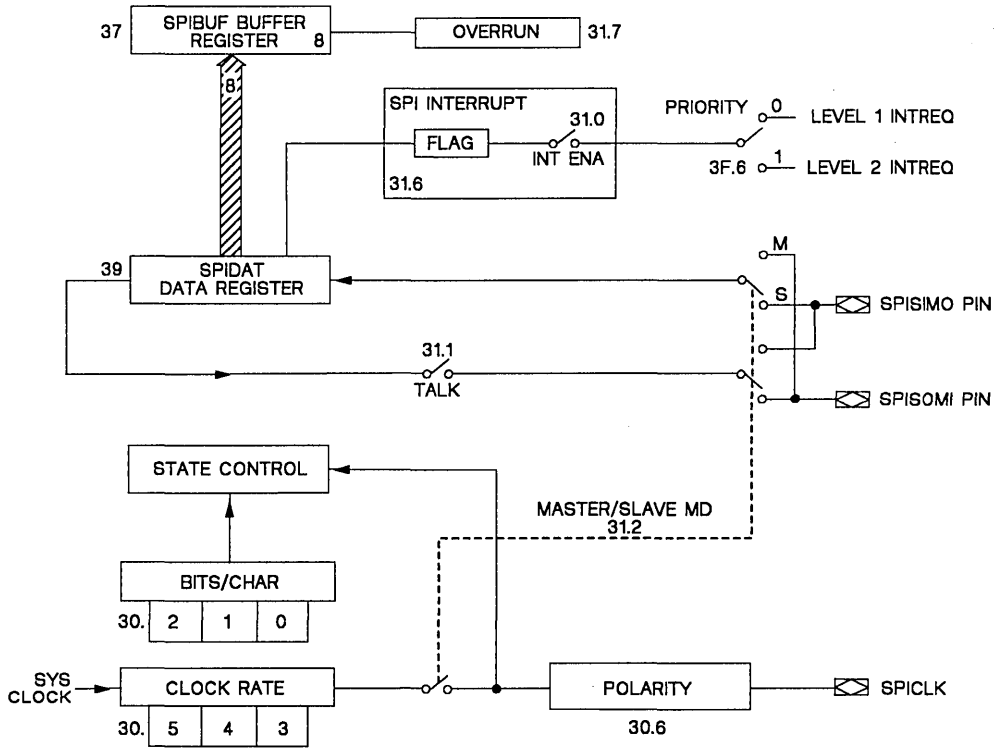 37
SPIBUF BUFFER
REGISTER 8
OVERRUN
31.7
8
SPI INTERRUPT
31.0
FLAG
INT ENA
31.6
PRIORITY
0
LEVEL 1 INTREQ
3F.6
1
LEVEL 2 INTREQ
39
SPIDAT
DATA REGISTER
M
S
SPISIMO PIN
31.1
TALK
SPISOMI PIN
STATE CONTROL
MASTER/SLAVE MD
31.2
BITS/CHAR
30. 2 1 0
SYS
CLOCK
CLOCK RATE
30. 5 4 3
POLARITY
30.6
SPICLK